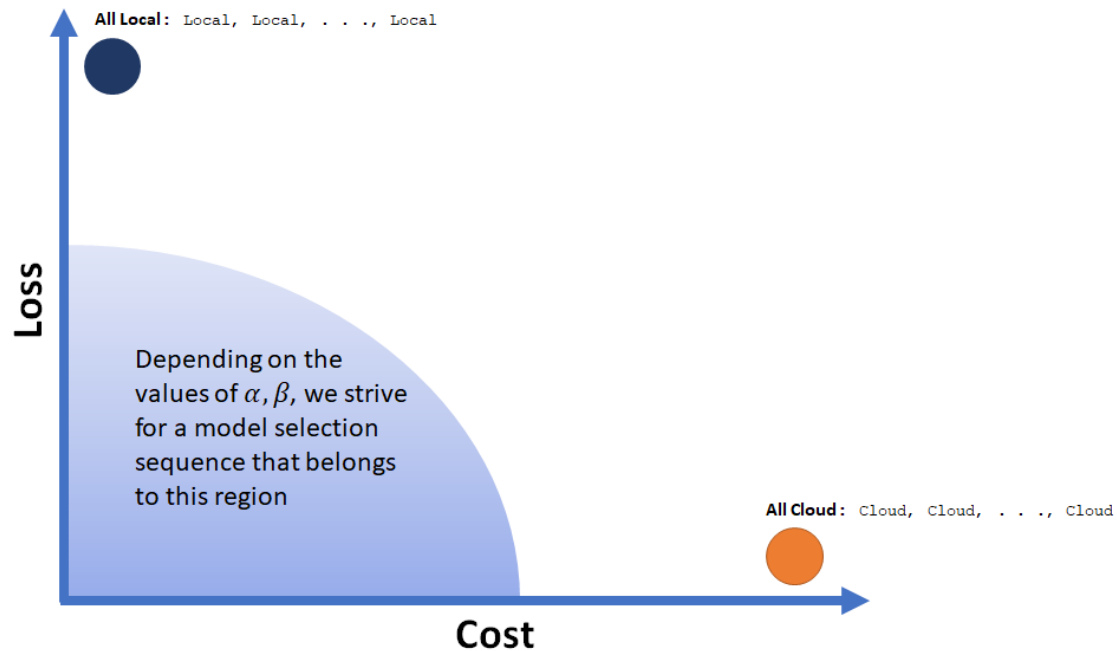 All Local: Local, Local, . . ., Local
Loss
Depending on the
values of α, β, we strive
for a model selection
sequence that belongs
to this region
All Cloud: Cloud, Cloud, . . ., Cloud
Cost